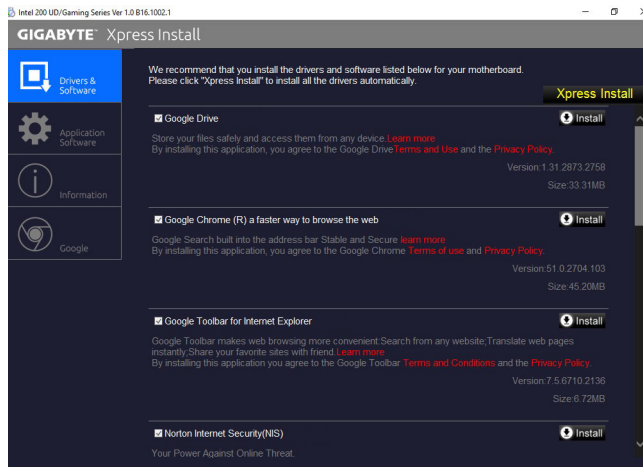 Intel 200 UD/Gaming Series Ver 1.0 B16.1002.1
GIGABYTE™ Xpress Install
Drivers &
Software
Application
Software
Information
Google
We recommend that you install the drivers and software listed below for your motherboard.
Please click "Xpress Install" to install all the drivers automatically.
Xpress Install
Google Drive
Install
Store your files safely and access them from any device.Learn more
By installing this application, you agree to the Google DriveTerms and Use and the Privacy Policy.
Version:1.31.2873.2758
Size:33.31MB
Google Chrome (R) a faster way to browse the web
Install
Google Search built into the address bar Stable and Secure learn more
By installing this application, you agree to the Google Chrome Terms of use and Privacy Policy.
Version:51.0.2704.103
Size:45.20MB
Google Toolbar for Internet Explorer
Install
Google Toolbar makes web browsing more convenient.Search from any website;Translate web pages
instantly;Share your favorite sites with friend.Learn more
By installing this application you agree to the Google Toolbar Terms and Conditions and the Privacy Policy.
Version:7.5.6710.2136
Size:6.72MB
Norton Internet Security(NIS)
Install
Your Power Against Online Threat.